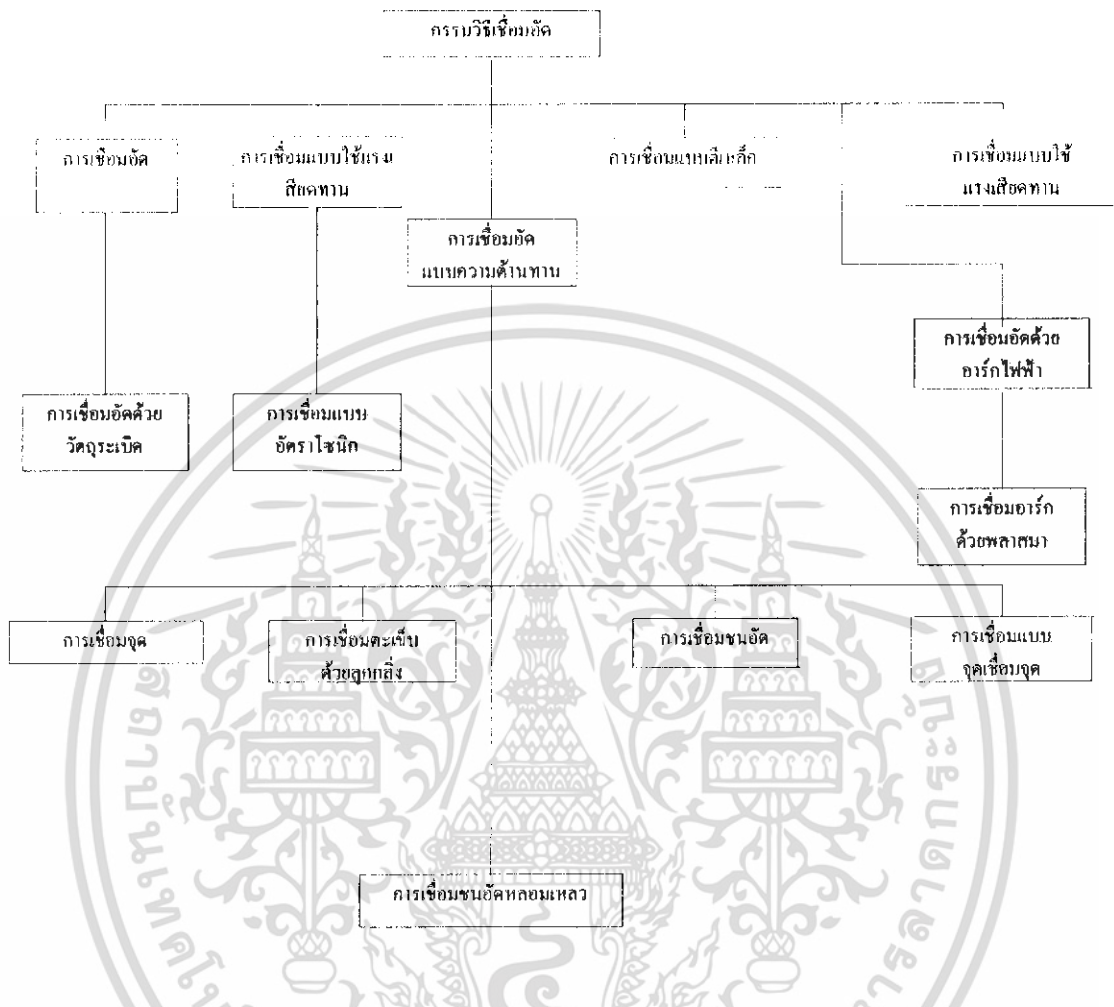 กรรมวิธีเชื่อมอัด
การเชื่อมอัด
การเชื่อมแบบใช้แรง
เสียดทาน
การเชื่อมแบบ
การเชื่อมแบบใช้
แรงเสียดทาน
การเชื่อมอัด
แบบความต้านทาน
การเชื่อมอัดด้วย
อาร์กไฟฟ้า
การเชื่อมอัดด้วย
วัตถุระเบิด
การเชื่อมแบบ
อัตราโซนิก
การเชื่อมอาร์ก
ด้วยพลาสมา
การเชื่อมจุด
การเชื่อมตะเข็บ
ด้วยลูกกลิ้ง
การเชื่อมชนอัด
การเชื่อมแบบ
จุดเชื่อมจุด
การเชื่อมชนอัดหลอมเหลว